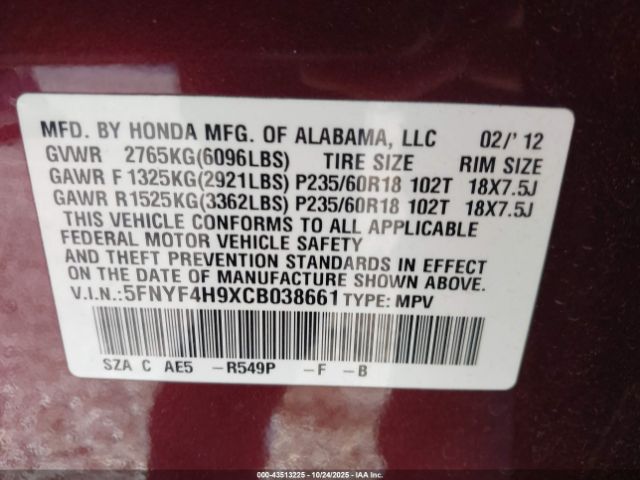 MFD. BY HONDA MFG. OF ALABAMA, LLC 02/' 12
GVWR 2765KG(6096LBS) TIRE SIZE RIM SIZE
GAWR F 1325KG(2921LBS) P235/60R18 102T 18X7.5J
GAWR R 1525KG(3362LBS) P235/60R18 102T 18X7.5J
THIS VEHICLE CONFORMS TO ALL APPLICABLE
FEDERAL MOTOR VEHICLE SAFETY
AND THEFT PREVENTION STANDARDS IN EFFECT
ON THE DATE OF MANUFACTURE SHOWN ABOVE.
V.I.N.:5FNYF4H9XCB038661 TYPE: MPV
SZA C AE5 -R549P -F -B
000-43513225 - 10/24/2025 - Copyright © IAA, Inc.